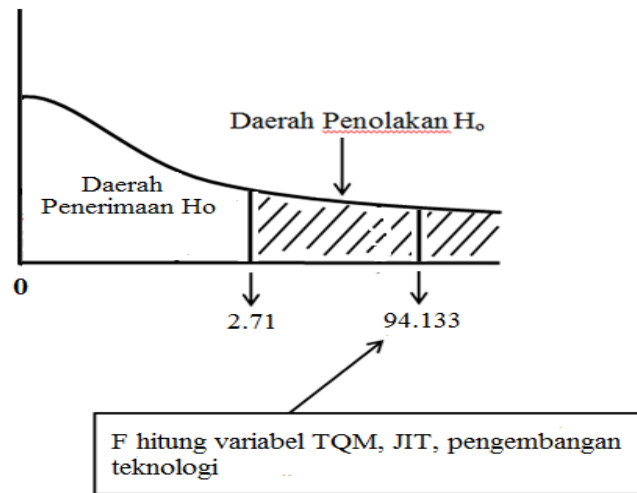 Daerah Penolakan Hₒ
Daerah
Penerimaan Ho
0
2.71
94.133
F hitung variabel TQM, JIT, pengembangan
teknologi